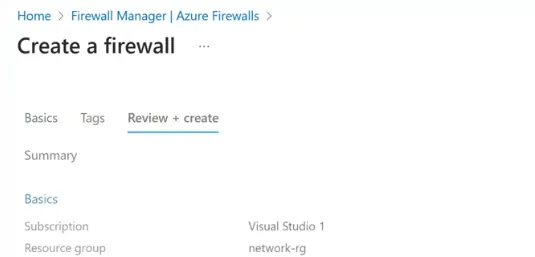 Home > Firewall Manager | Azure Firewalls >
Create a firewall ...
Basics Tags Review + create
Summary
Basics
Subscription Visual Studio 1
Resource group network-rg